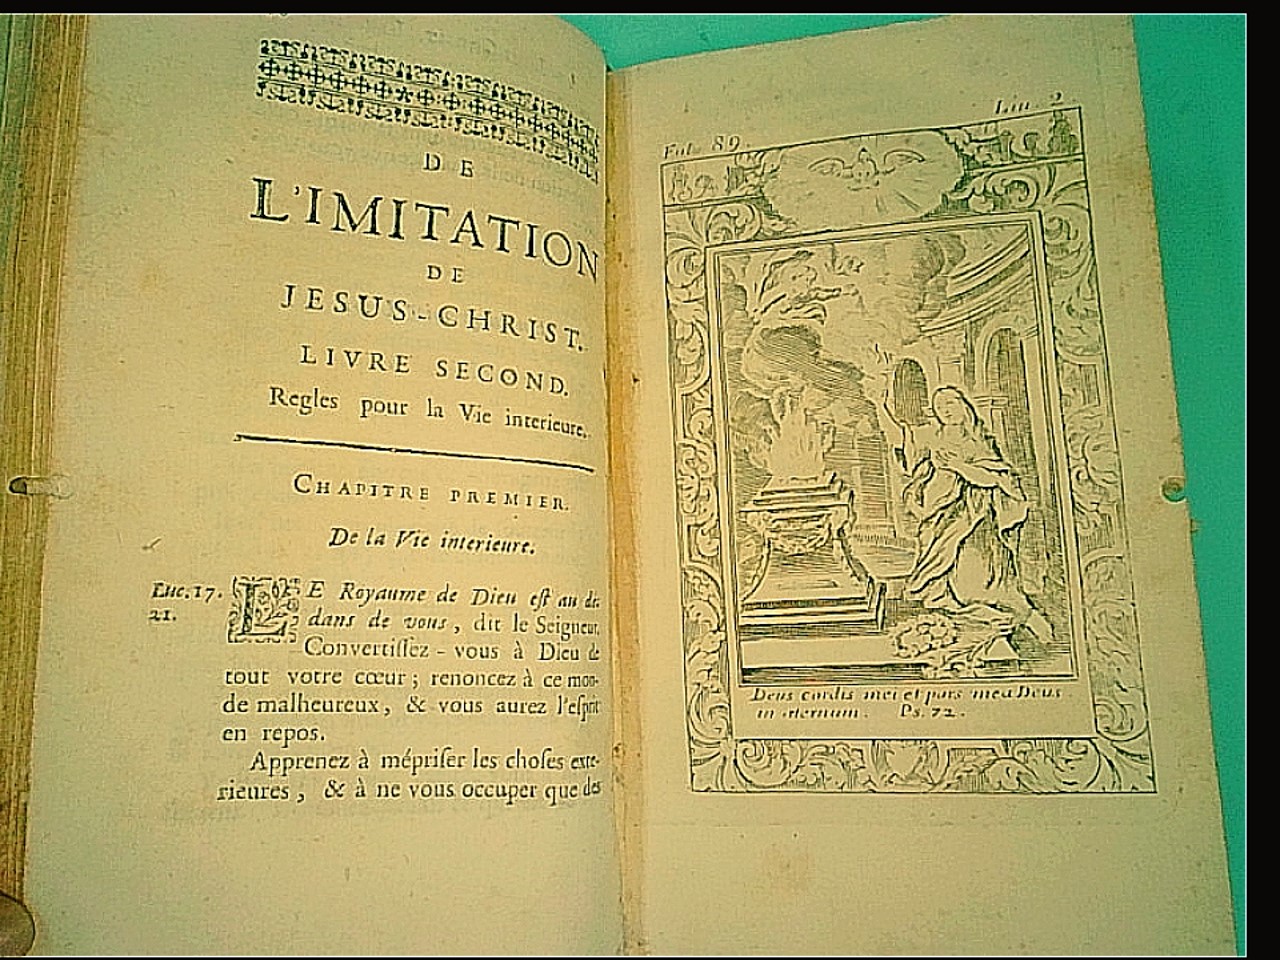 DE
L'IMITATION
DE
JESUS-CHRIST.
LIVRE SECOND.
Regles pour la Vie interieure.
CHAPITRE PREMIER.
De la Vie interieure.
Luc. 17.
21.
LE Royaume de Dieu eſt au de-
dans de vous, dit le Seigneur.
Convertiſſez-vous à Dieu de
tout votre cœur; renoncez à ce mon-
de malheureux, & vous aurez l'eſprit
en repos.
Apprenez à mépriſer les choſes exte-
rieures, & à ne vous occuper que des
Fol. 89.
Liu. 2
Deus cordis mei et pars mea Deus
in æternum. Ps. 72.